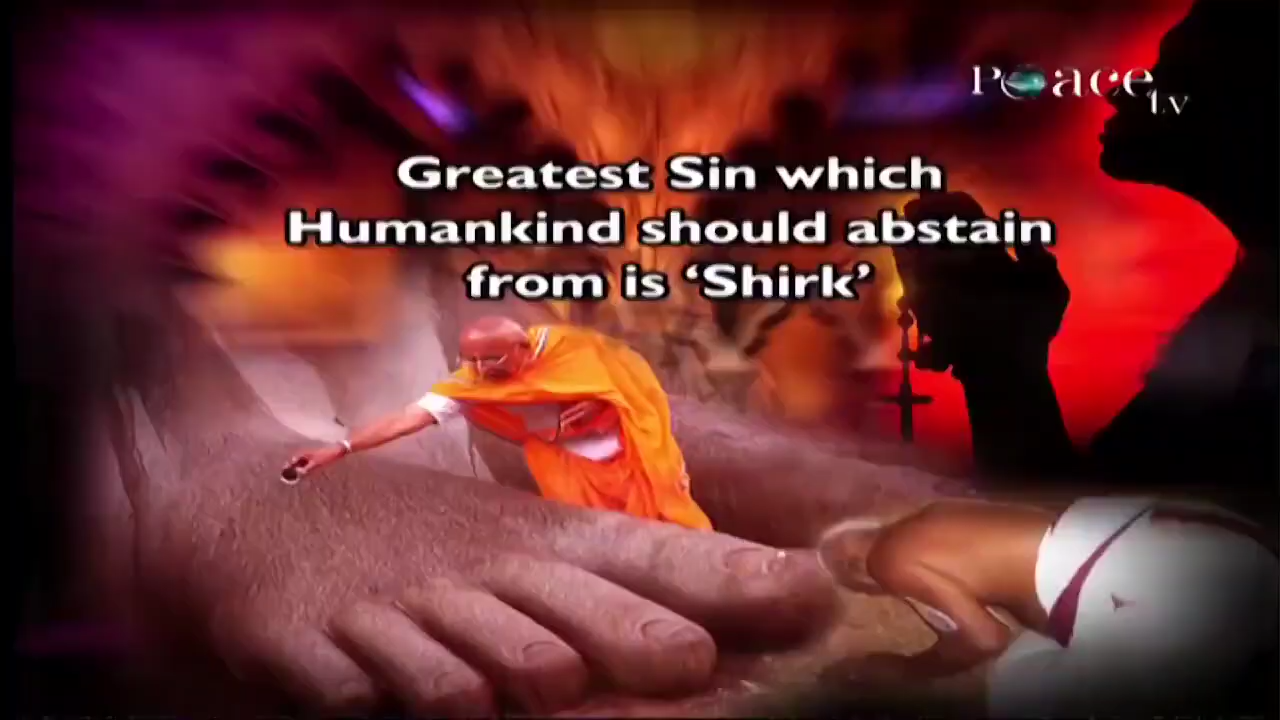 Peace
tv
Greatest Sin which
Humankind should abstain
from is ‘Shirk’